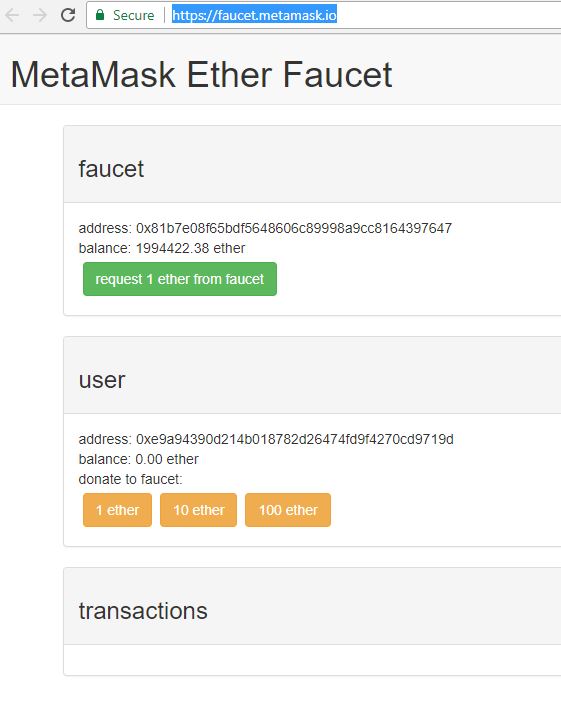 Secure | https://faucet.metamask.io
MetaMask Ether Faucet
faucet
address: 0x81b7e08f65bdf5648606c89998a9cc8164397647
balance: 1994422.38 ether
request 1 ether from faucet
user
address: 0xe9a94390d214b018782d26474fd9f4270cd9719d
balance: 0.00 ether
donate to faucet:
1 ether 10 ether 100 ether
transactions